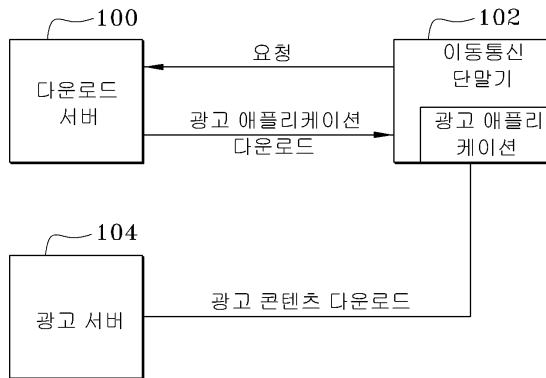 100
다운로드
서버
요청
광고 애플리케이션
다운로드
102
이동통신
단말기
광고 애플리
케이션
104
광고 서버
광고 콘텐츠 다운로드